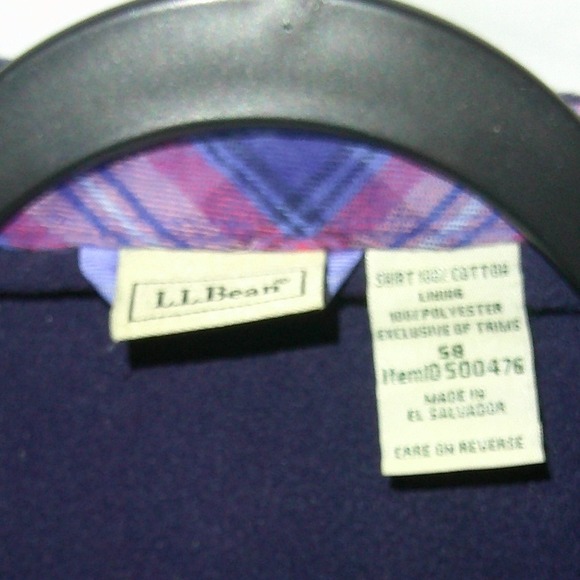 L.L.Bean®
SHIRT 100% COTTON
LINING
100% POLYESTER
EXCLUSIVE OF TRIMS
58
ItemID 500476
MADE IN
EL SALVADOR
CARE ON REVERSE